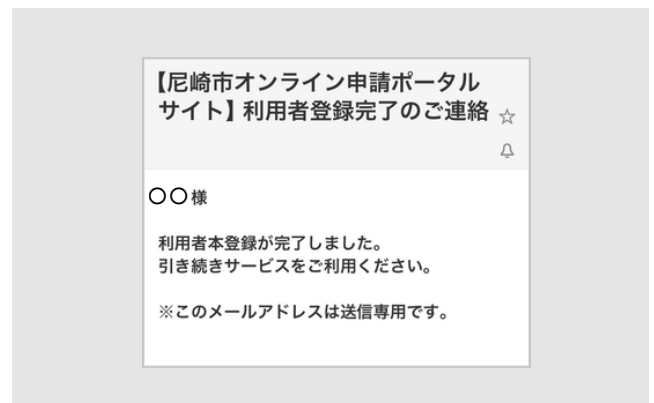 【尼崎市オンライン申請ポータル
サイト】利用者登録完了のご連絡
〇〇様
利用者本登録が完了しました。
引き続きサービスをご利用ください。
※このメールアドレスは送信専用です。